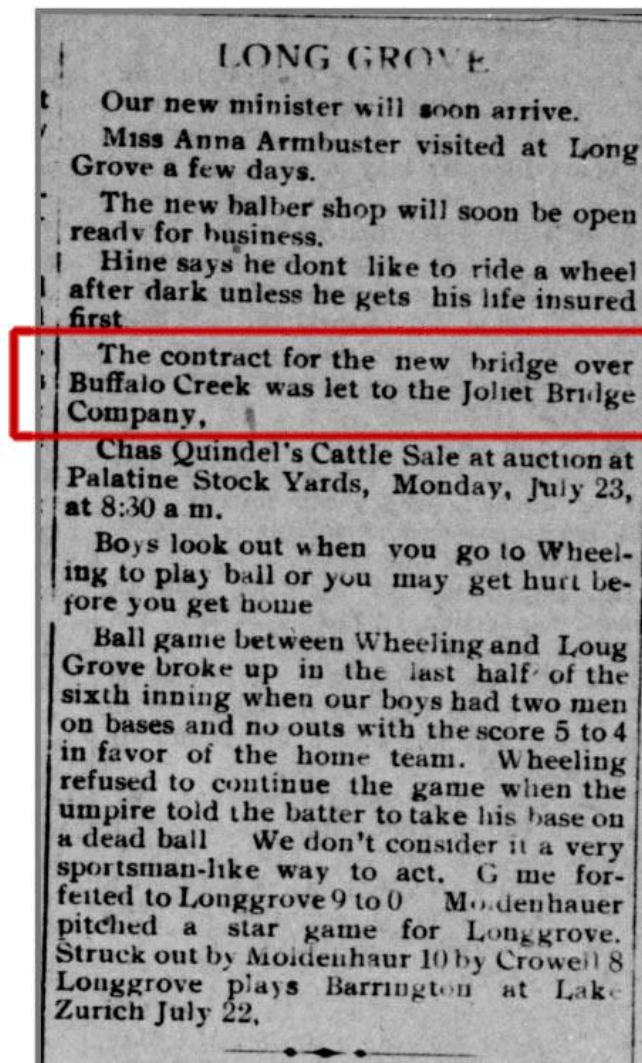 LONG GROVE
Our new minister will soon arrive.
Miss Anna Armbuster visited at Long
Grove a few days.
The new balber shop will soon be open
ready for business.
Hine says he dont like to ride a wheel
after dark unless he gets his life insured
first
The contract for the new bridge over
Buffalo Creek was let to the Joliet Bridge
Company,
Chas Quindel's Cattle Sale at auction at
Palatine Stock Yards, Monday, July 23,
at 8:30 a m.
Boys look out when you go to Wheel-
ing to play ball or you may get hurt be-
fore you get home
Ball game between Wheeling and Loug
Grove broke up in the last half of the
sixth inning when our boys had two men
on bases and no outs with the score 5 to 4
in favor of the home team. Wheeling
refused to continue the game when the
umpire told the batter to take his base on
a dead ball We don't consider it a very
sportsman-like way to act. G me for-
feited to Longgrove 9 to 0 Moldenhauer
pitched a star game for Longgrove.
Struck out by Moldenhaur 10 by Crowell 8
Longgrove plays Barrington at Lake
Zurich July 22,